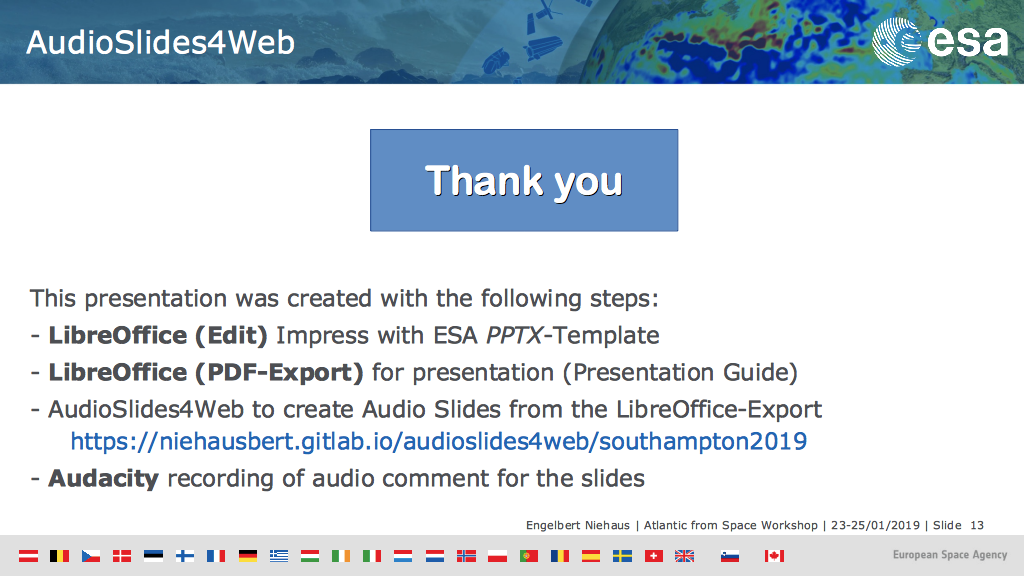 AudioSlides4Web
esa
Thank you
This presentation was created with the following steps:
- LibreOffice (Edit) Impress with ESA PPTX-Template
- LibreOffice (PDF-Export) for presentation (Presentation Guide)
- AudioSlides4Web to create Audio Slides from the LibreOffice-Export
https://niehausbert.gitlab.io/audioslides4web/southampton2019
- Audacity recording of audio comment for the slides
Engelbert Niehaus | Atlantic from Space Workshop | 23-25/01/2019 | Slide 13
European Space Agency